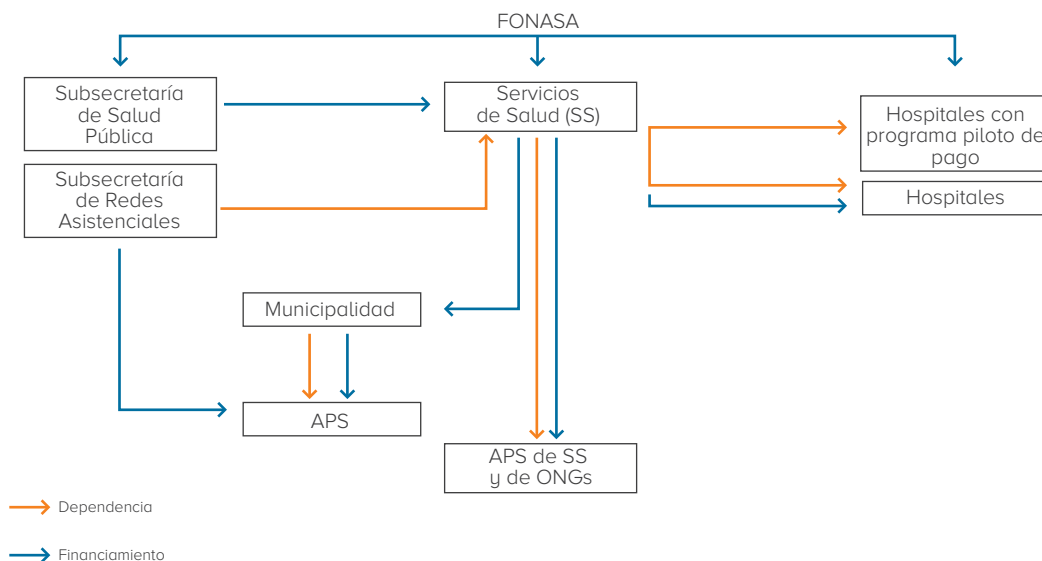 FONASA
Subsecretaría
de Salud
Pública
Servicios
de Salud (SS)
Hospitales con
programa piloto de
pago
Subsecretaría
de Redes
Asistenciales
Hospitales
Municipalidad
APS
APS de SS
y de ONGs
Dependencia
Financiamiento